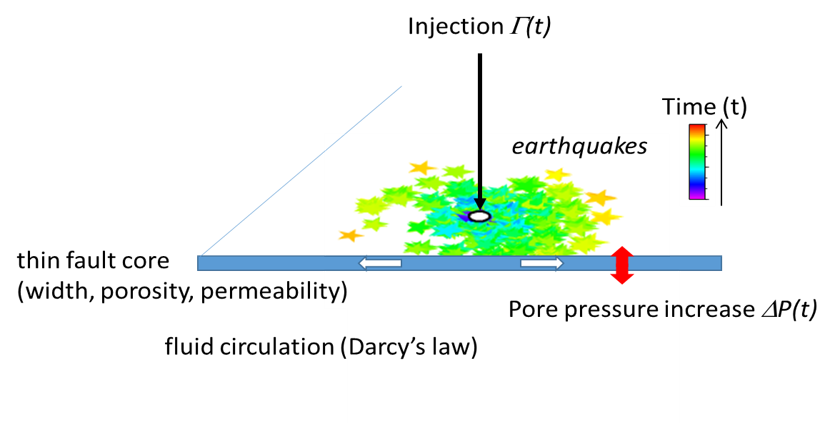 Injection Γ(t)
Time (t)
earthquakes
thin fault core
(width, porosity, permeability)
Pore pressure increase ΔP(t)
fluid circulation (Darcy’s law)